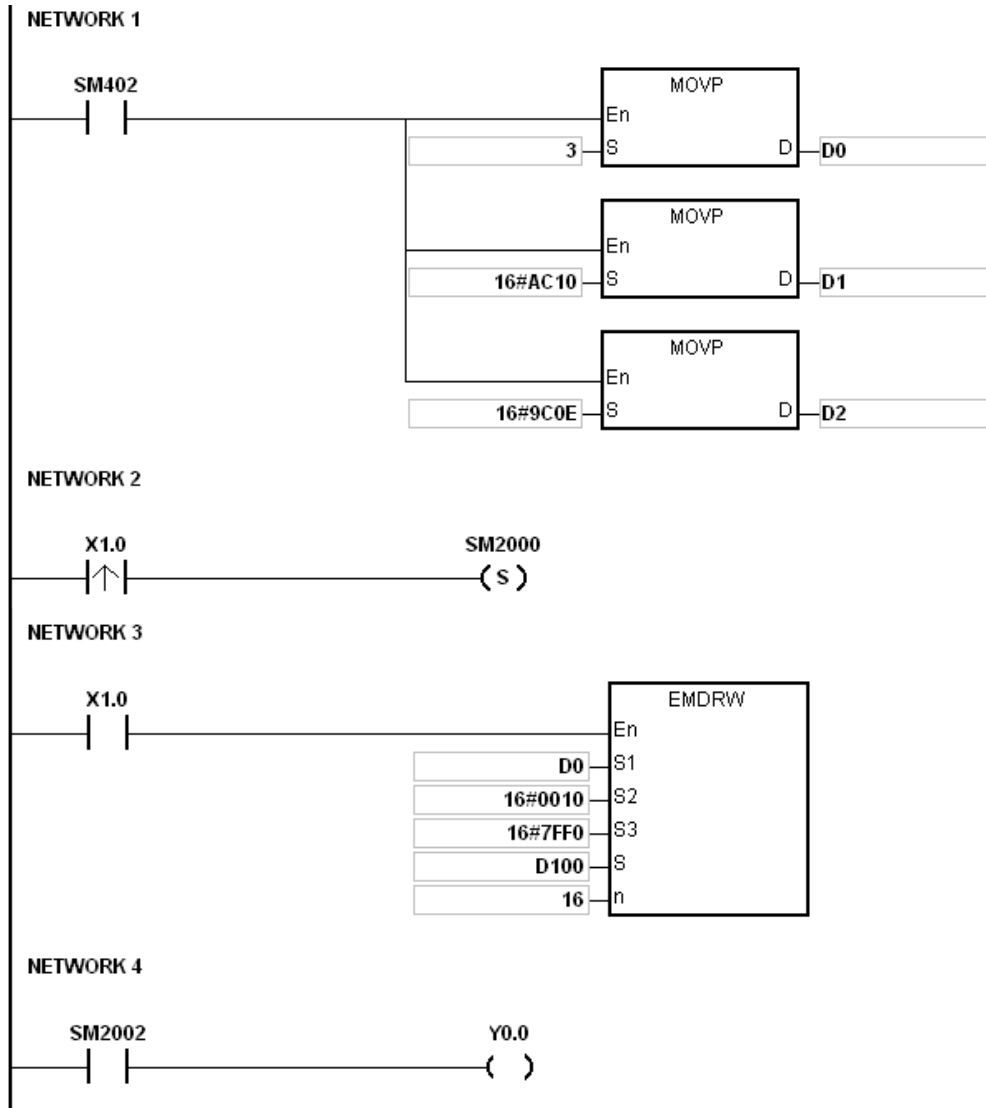 NETWORK 1
SM402
MOVP
En
3 S D D0
MOVP
En
16#AC10 S D D1
MOVP
En
16#9C0E S D D2
NETWORK 2
X1.0 SM2000
S
NETWORK 3
X1.0
EMDRW
En
D0 S1
16#0010 S2
16#7FF0 S3
D100 S
16 n
NETWORK 4
SM2002 Y0.0